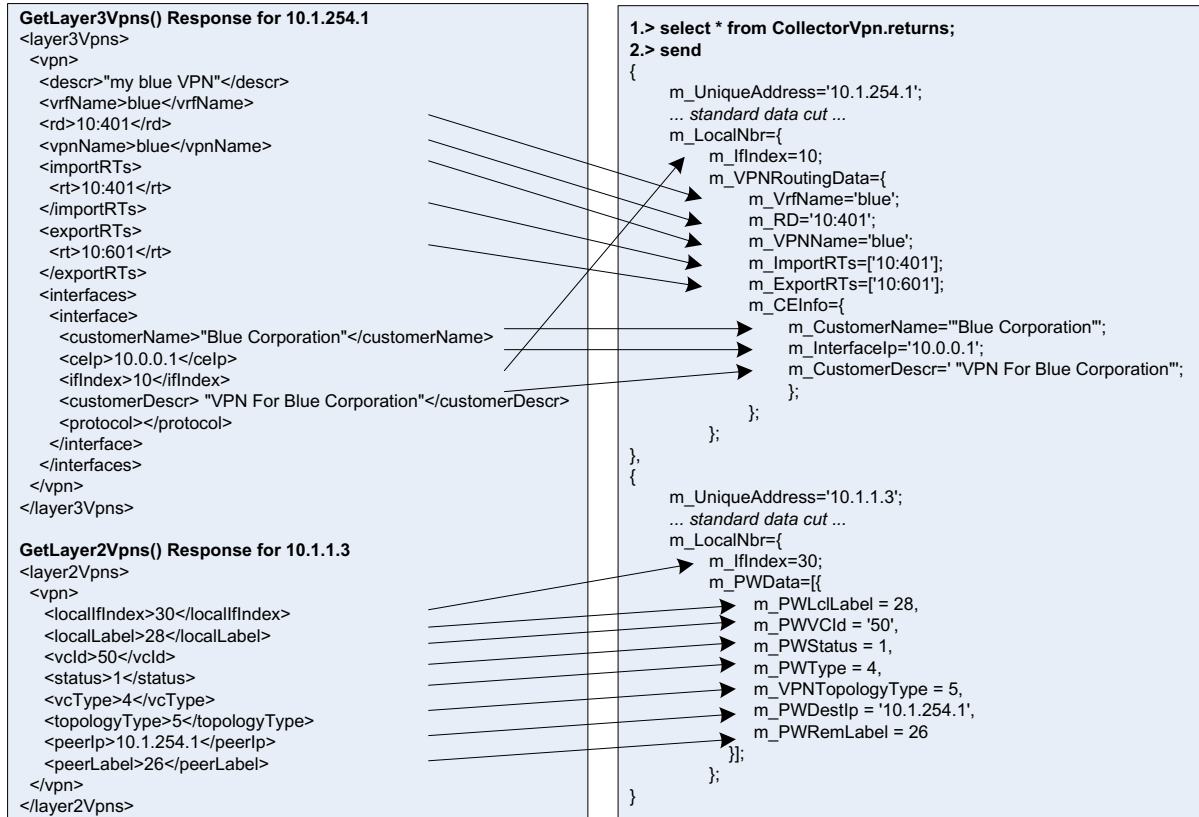 GetLayer3Vpns() Response for 10.1.254.1
<layer3Vpns>
<vpn>
<descr>"my blue VPN"</descr>
<vrfName>blue</vrfName>
<rd>10:401</rd>
<vpnName>blue</vpnName>
<importRTs>
<rt>10:401</rt>
</importRTs>
<exportRTs>
<rt>10:601</rt>
</exportRTs>
<interfaces>
<interface>
<customerName>"Blue Corporation"</customerName>
<ceIp>10.0.0.1</ceIp>
<ifIndex>10</ifIndex>
<customerDescr> "VPN For Blue Corporation"</customerDescr>
<protocol></protocol>
</interface>
</interfaces>
</vpn>
</layer3Vpns>
GetLayer2Vpns() Response for 10.1.1.3
<layer2Vpns>
<vpn>
<localIfIndex>30</localIfIndex>
<localLabel>28</localLabel>
<vcId>50</vcId>
<status>1</status>
<vcType>4</vcType>
<topologyType>5</topologyType>
<peerIp>10.1.254.1</peerIp>
<peerLabel>26</peerLabel>
</vpn>
</layer2Vpns>
1.> select * from CollectorVpn.returns;
2.> send
{
m_UniqueAddress='10.1.254.1';
... standard data cut ...
m_LocalNbr={
m_IfIndex=10;
m_VPNRoutingData={
m_VrfName='blue';
m_RD='10:401';
m_VPNName='blue';
m_ImportRTs=['10:401'];
m_ExportRTs=['10:601'];
m_CEInfo={
m_CustomerName='"Blue Corporation"';
m_InterfaceIp='10.0.0.1';
m_CustomerDescr=' "VPN For Blue Corporation"';
};
};
};
},
{
m_UniqueAddress='10.1.1.3';
... standard data cut ...
m_LocalNbr={
m_IfIndex=30;
m_PWData=[{
m_PWLclLabel = 28,
m_PWVCId = '50',
m_PWStatus = 1,
m_PWType = 4,
m_VPNTopologyType = 5,
m_PWDestIp = '10.1.254.1',
m_PWRemLabel = 26
}];
};
}